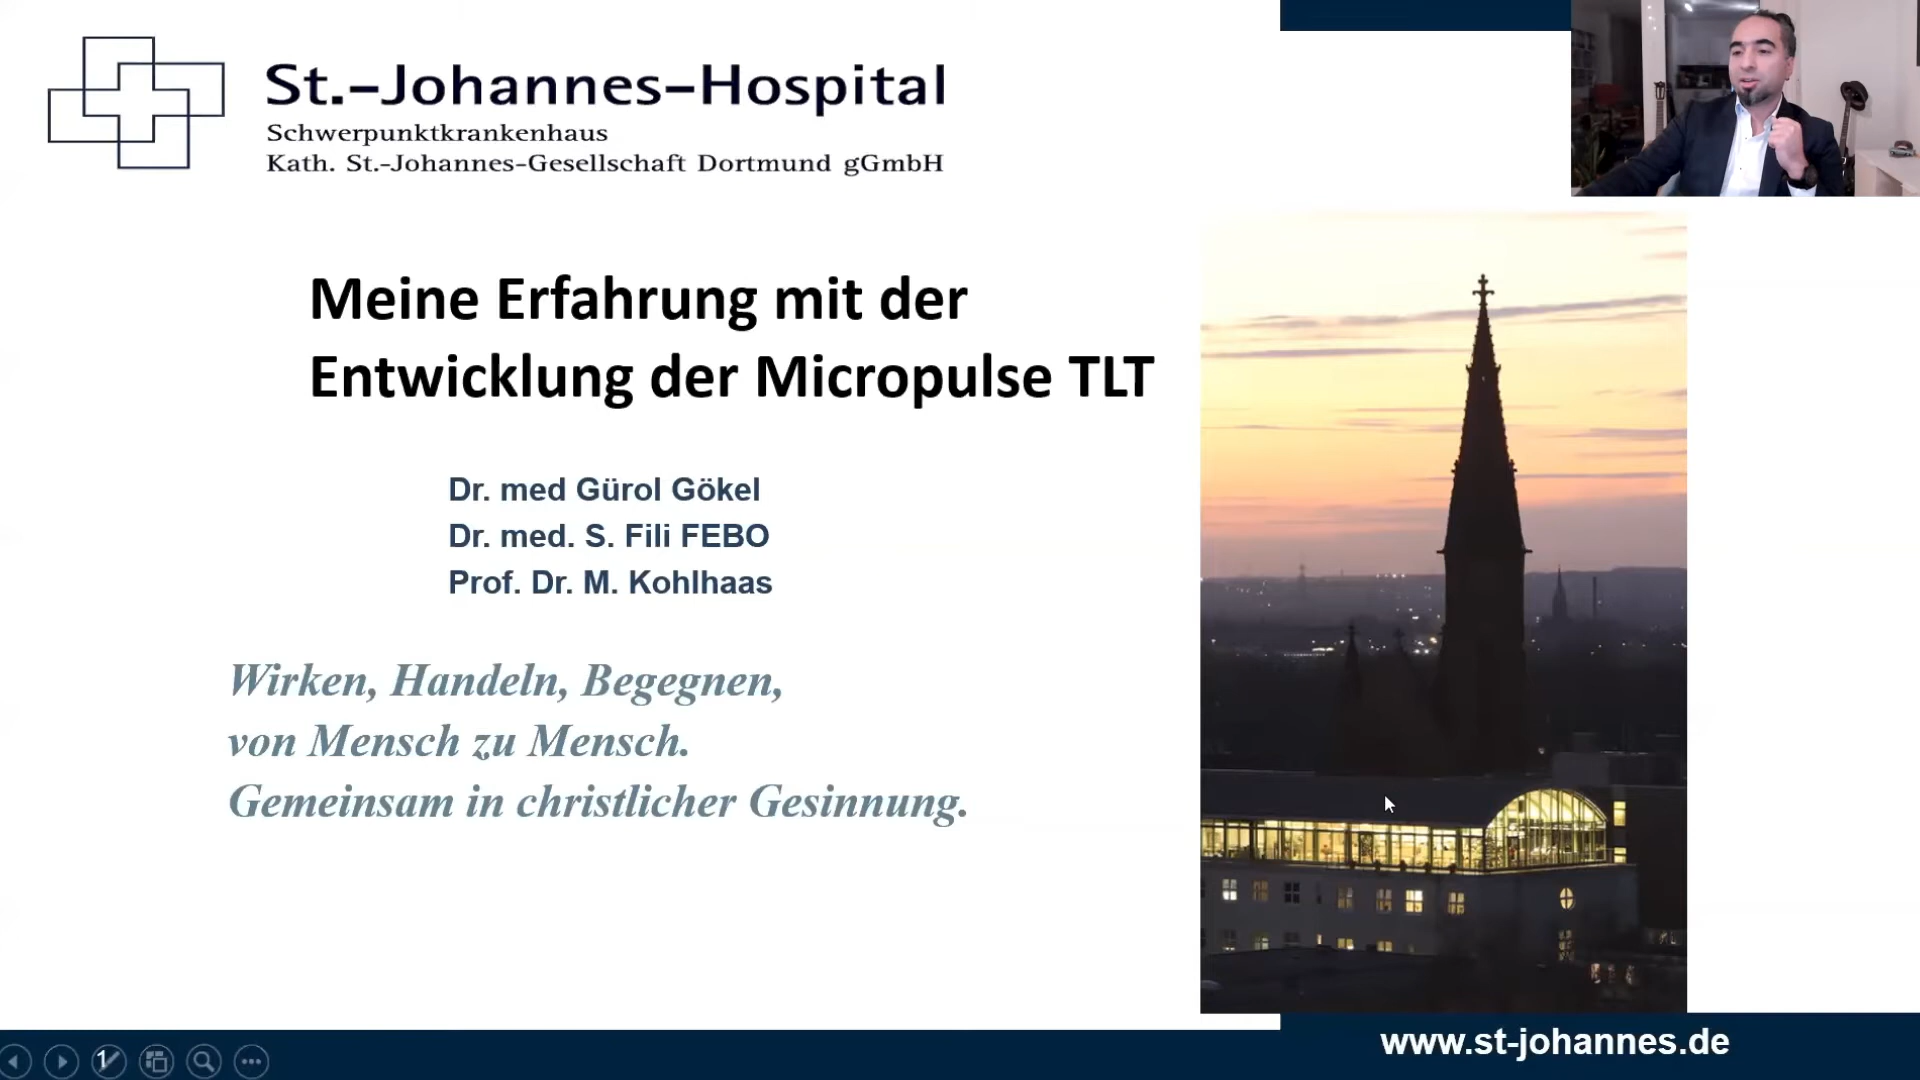 St.-Johannes-Hospital
Schwerpunktkrankenhaus
Kath. St.-Johannes-Gesellschaft Dortmund gGmbH
Meine Erfahrung mit der
Entwicklung der Micropulse TLT
Dr. med Gürol Gökel
Dr. med. S. Fili FEBO
Prof. Dr. M. Kohlhaas
Wirken, Handeln, Begegnen,
von Mensch zu Mensch.
Gemeinsam in christlicher Gesinnung.
www.st-johannes.de